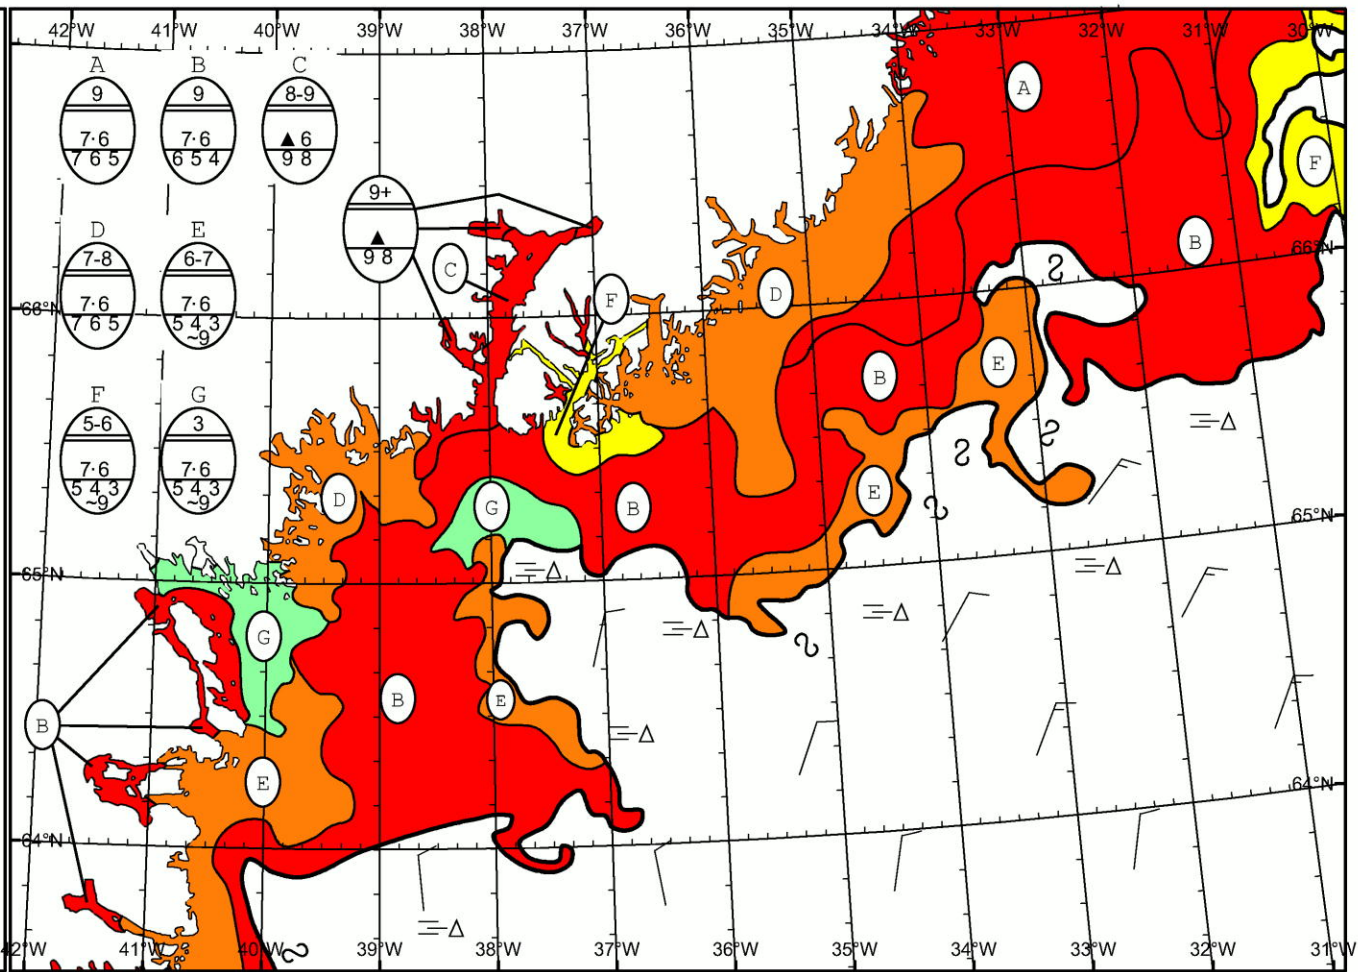 42°W 41°W 40°W 39°W 38°W 37°W 36°W 35°W 34°W 33°W 32°W 31°W 30°W
A B C
9 9 8-9
7·6 7·6 ▲6
7 6 5 6 5 4 9 8
A
F
9+
▲
9 8
B
66°N
D E
7-8 6-7
C
F
D
7·6 7·6
66°N
7 6 5 5 4 3
~9
E
B
F G
5-6 3
7·6 7·6
5 4 3 5 4 3
~9 ~9
D G B E
65°N
65°N
G
B E
B
E
64°N
64°N
42°W 41°W 40°W 39°W 38°W 37°W 36°W 35°W 34°W 33°W 32°W 31°W